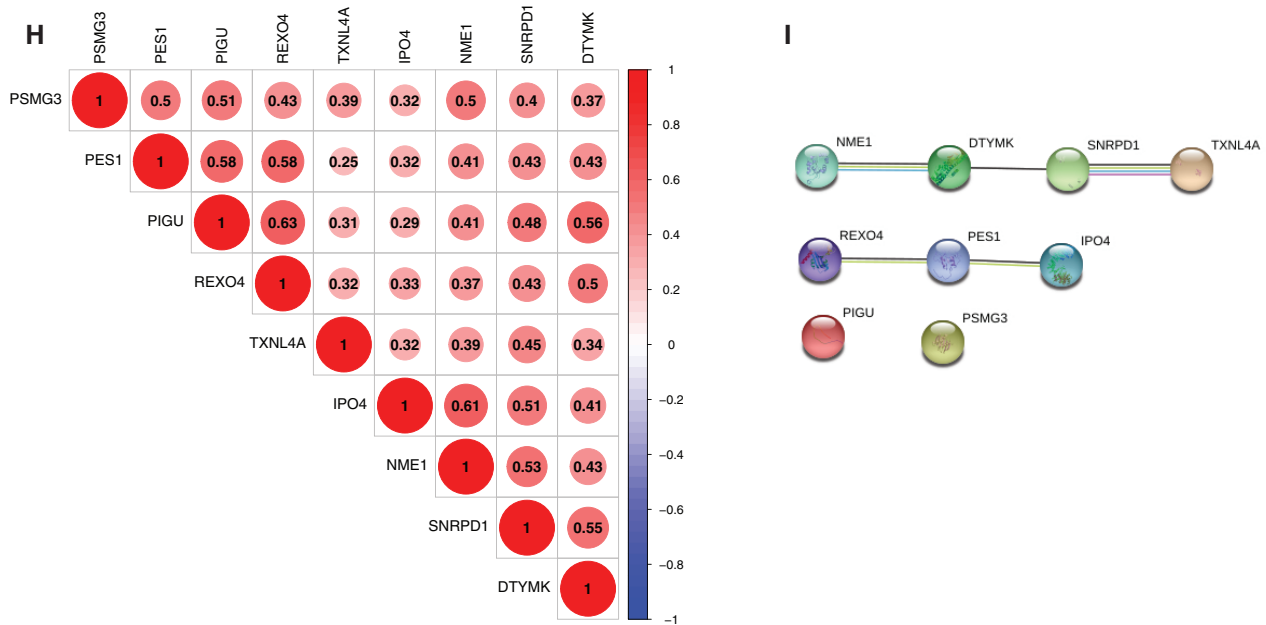 H
PSMG3 PES1 PIGU REXO4 TXNL4A IPO4 NME1 SNRPD1 DTYMK
PSMG3 1 0.5 0.51 0.43 0.39 0.32 0.5 0.4 0.37
PES1 1 0.58 0.58 0.25 0.32 0.41 0.43 0.43
PIGU 1 0.63 0.31 0.29 0.41 0.48 0.56
REXO4 1 0.32 0.33 0.37 0.43 0.5
TXNL4A 1 0.32 0.39 0.45 0.34
IPO4 1 0.61 0.51 0.41
NME1 1 0.53 0.43
SNRPD1 1 0.55
DTYMK 1
1
0.8
0.6
0.4
0.2
0
−0.2
−0.4
−0.6
−0.8
−1
I
NME1 DTYMK SNRPD1 TXNL4A
REXO4 PES1 IPO4
PIGU PSMG3